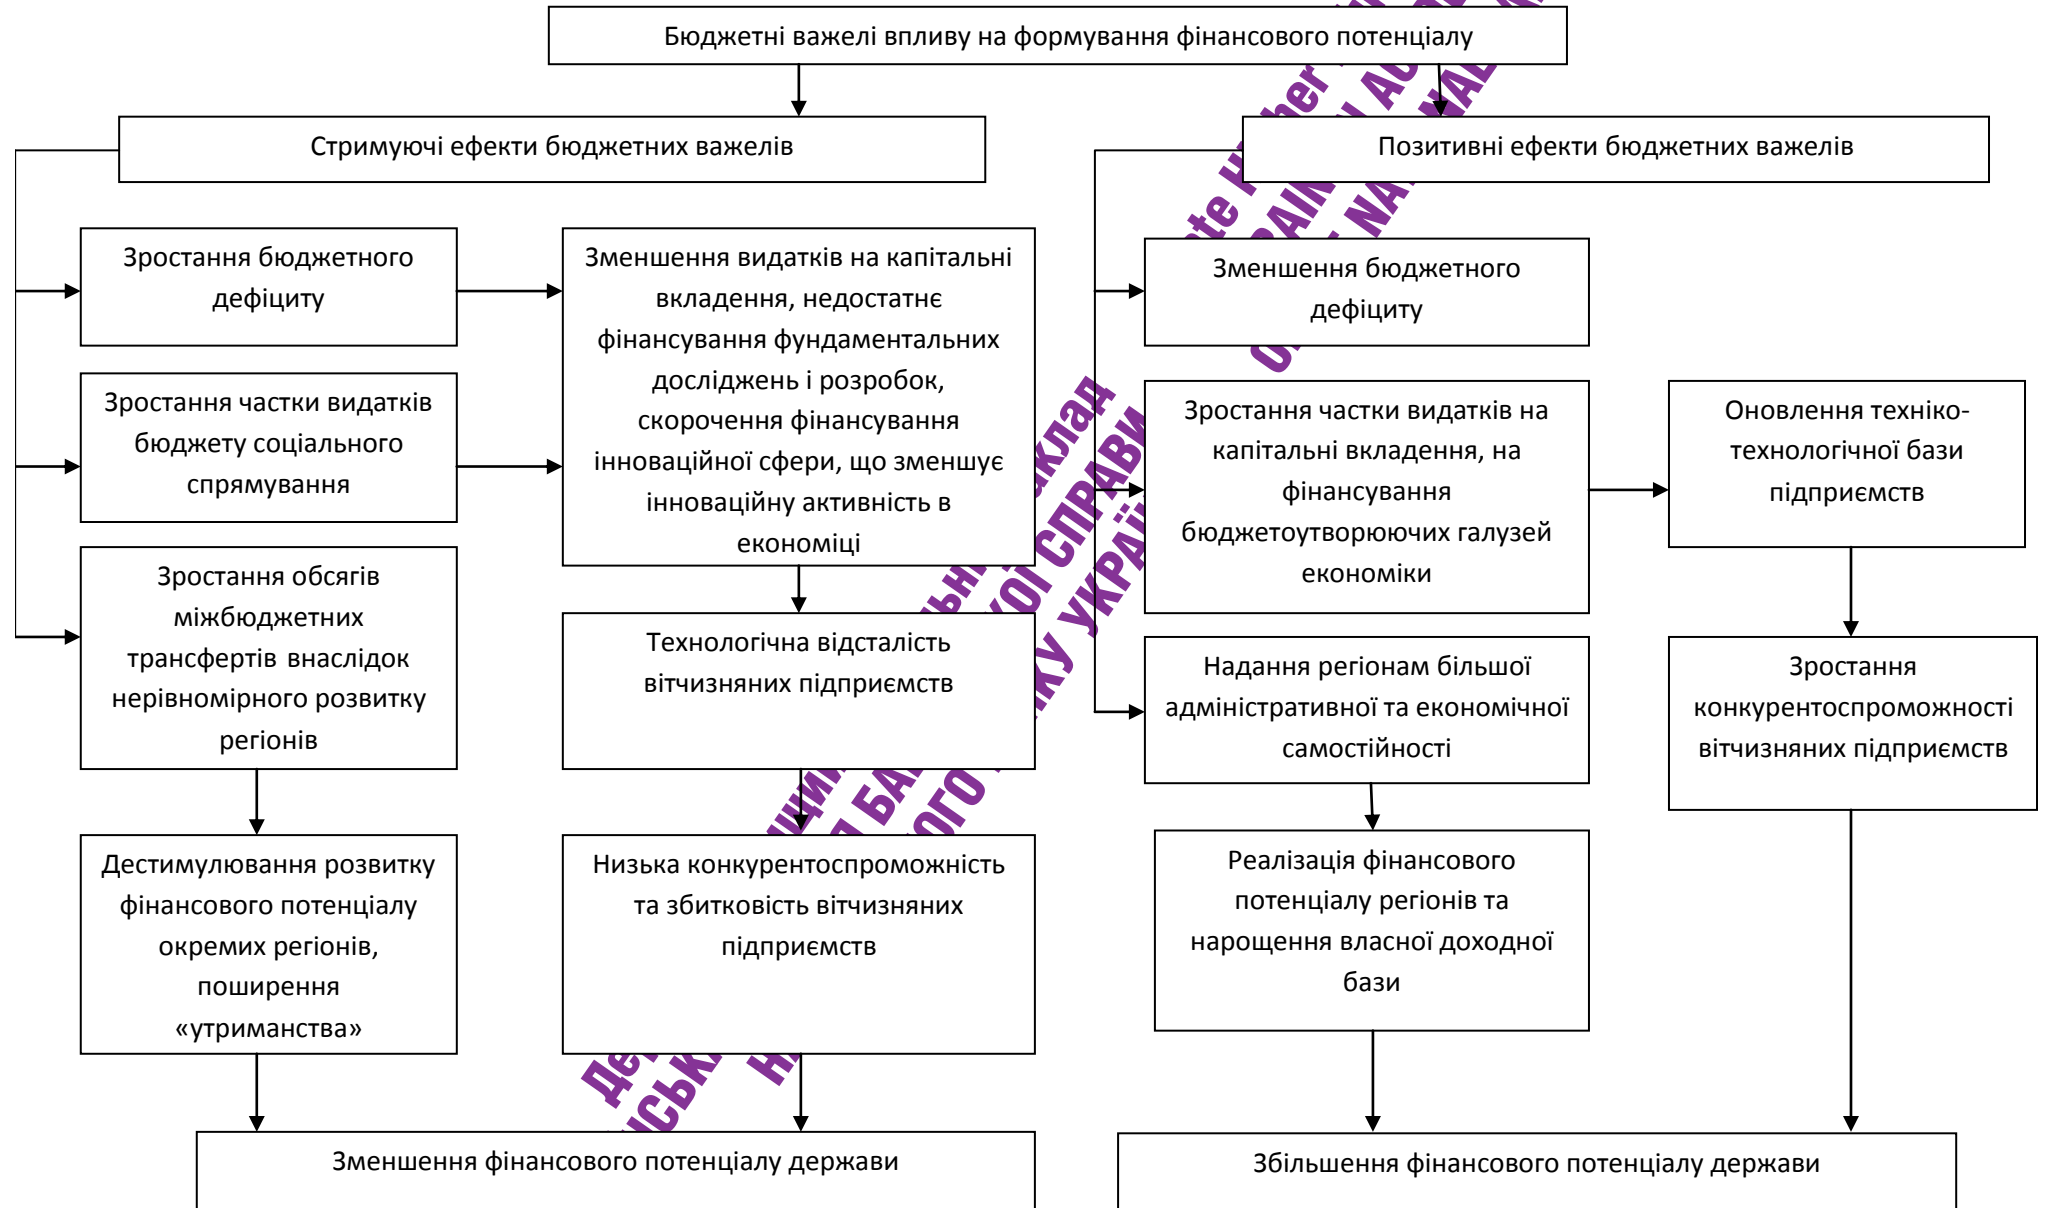 Бюджетні важелі впливу на формування фінансового потенціалу
Стримуючі ефекти бюджетних важелів
Позитивні ефекти бюджетних важелів
Зростання бюджетного
дефіциту
Зменшення видатків на капітальні
вкладення, недостатнє
фінансування фундаментальних
досліджень і розробок,
скорочення фінансування
інноваційної сфери, що зменшує
інноваційну активність в
економіці
Зменшення бюджетного
дефіциту
Зростання частки видатків
бюджету соціального
спрямування
Зростання частки видатків на
капітальні вкладення, на
фінансування
бюджетоутворюючих галузей
економіки
Оновлення техніко-
технологічної бази
підприємств
Зростання обсягів
міжбюджетних
трансфертів внаслідок
нерівномірного розвитку
регіонів
Технологічна відсталість
вітчизняних підприємств
Надання регіонам більшої
адміністративної та економічної
самостійності
Зростання
конкурентоспроможності
вітчизняних підприємств
Дестимулювання розвитку
фінансового потенціалу
окремих регіонів,
поширення
«утриманства»
Низька конкурентоспроможність
та збитковість вітчизняних
підприємств
Реалізація фінансового
потенціалу регіонів та
нарощення власної доходної
бази
Зменшення фінансового потенціалу держави
Збільшення фінансового потенціалу держави
СПРАВИ